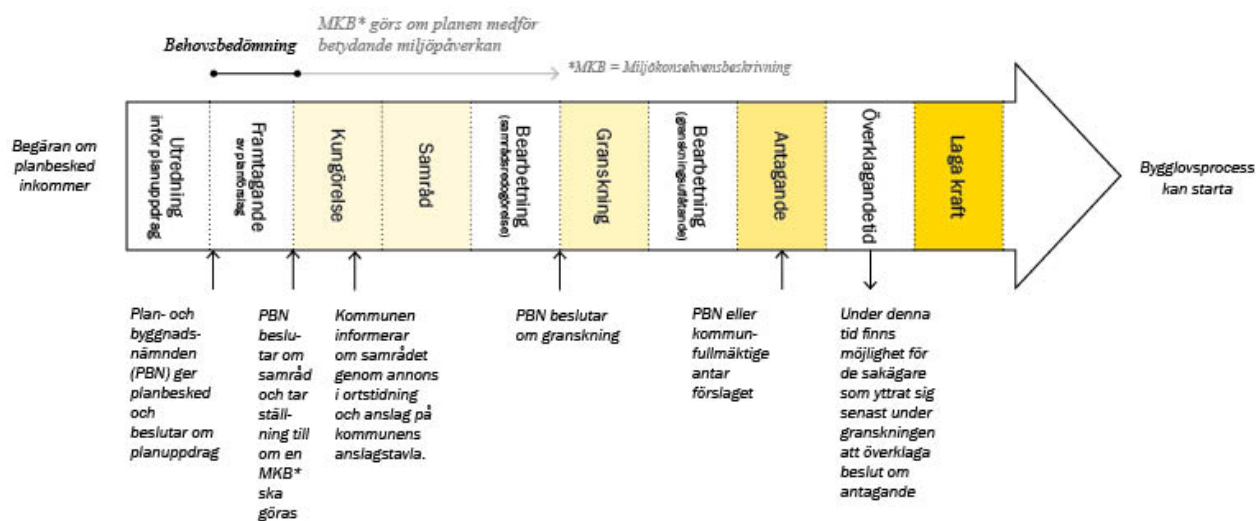 MKB* görs om planen medför
betydande miljöpåverkan
Behovsbedömning
*MKB = Miljökonsekvensbeskrivning
Begäran om
planbesked
inkommer
Utredning
inför planuppdrag
Framtagande
av planförslag
Kungörelse
Samråd
Bearbetning
(samrådsredogörelse)
Granskning
Bearbetning
(granskningsutlåtande)
Antagande
Överklagandetid
Laga kraft
Bygglovsprocess
kan starta
Plan- och
byggnads-
nämnden
(PBN) ger
planbesked
och
beslutar om
planuppdrag
PBN
beslu-
tar om
samråd
och tar
ställ-
ning till
om en
MKB*
ska
göras
Kommunen
informerar
om samrådet
genom annons
i ortstidning
och anslag på
kommunens
anslagstavla.
PBN beslutar
om granskning
PBN eller
kommun-
fullmäktige
antar
förslaget
Under denna
tid finns
möjlighet för
de sakägare
som yttrat sig
senast under
granskningen
att överklaga
beslut om
antagande